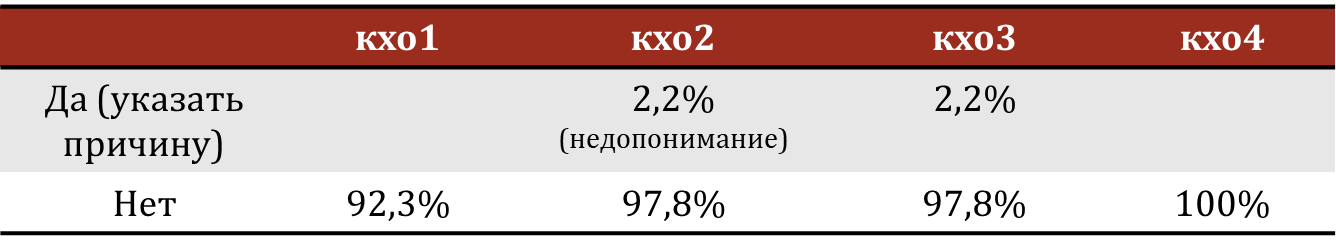 кхо1 кхо2 кхо3 кхо4
Да (указать 2,2% 2,2%
причину) (недопонимание)
Нет 92,3% 97,8% 97,8% 100%